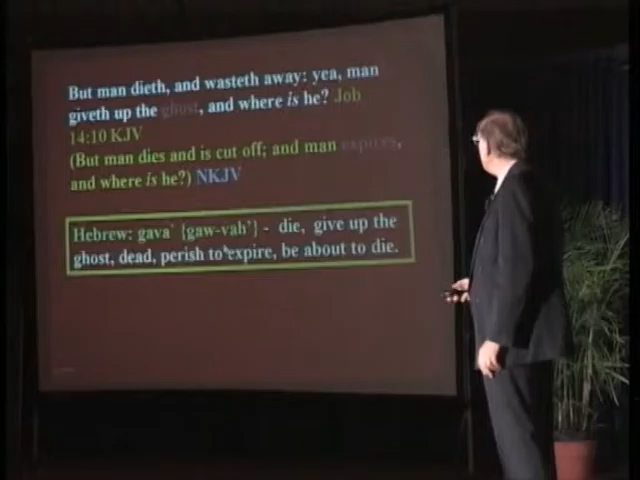 But man dieth, and wasteth away: yea, man
giveth up the ghost, and where is he? Job
14:10 KJV
(But man dies and is cut off; and man expires,
and where is he?) NKJV
Hebrew: gava` {gaw-vah'} - die, give up the
ghost, dead, perish to expire, be about to die.